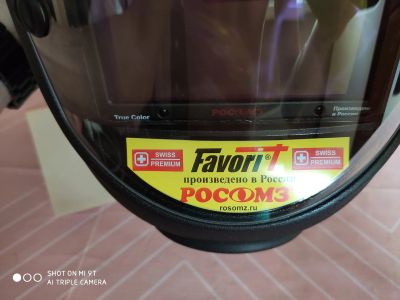 True Color
РОСОМЗ
Произведено
в России
SWISS
PREMIUM
Favori T
SWISS
PREMIUM
произведено в России
РОСОМЗ
rosomz.ru
SHOT ON MI 9T
AI TRIPLE CAMERA